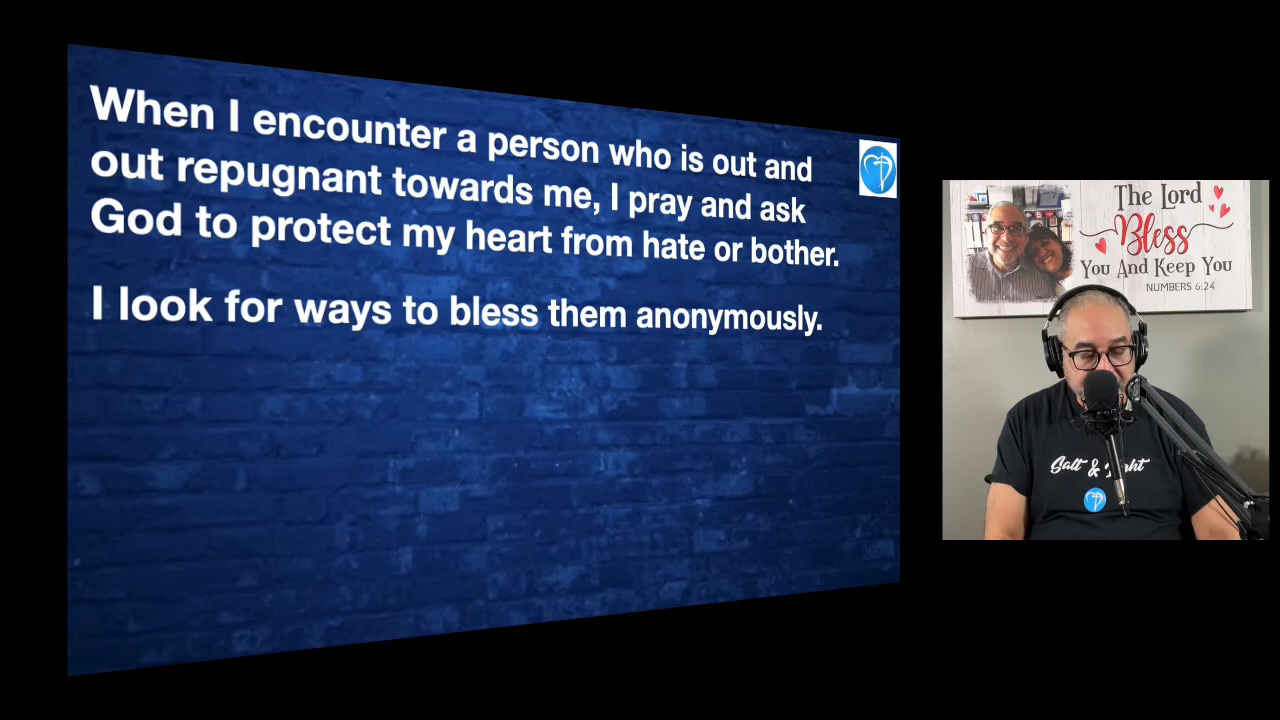 When I encounter a person who is out and
out repugnant towards me, I pray and ask
God to protect my heart from hate or bother.
I look for ways to bless them anonymously.
The Lord
Bless
You And Keep You
NUMBERS 6:24
Salt &